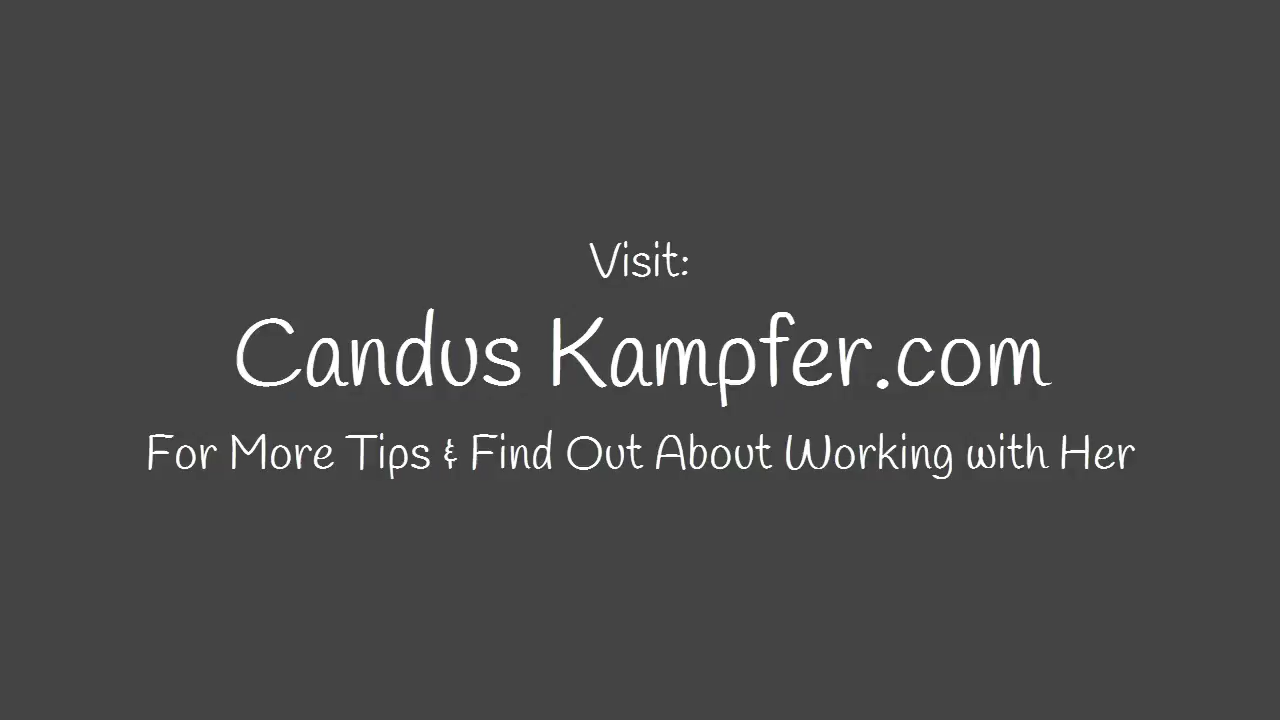 Visit:
Candus Kampfer.com
For More Tips & Find Out About Working with Her